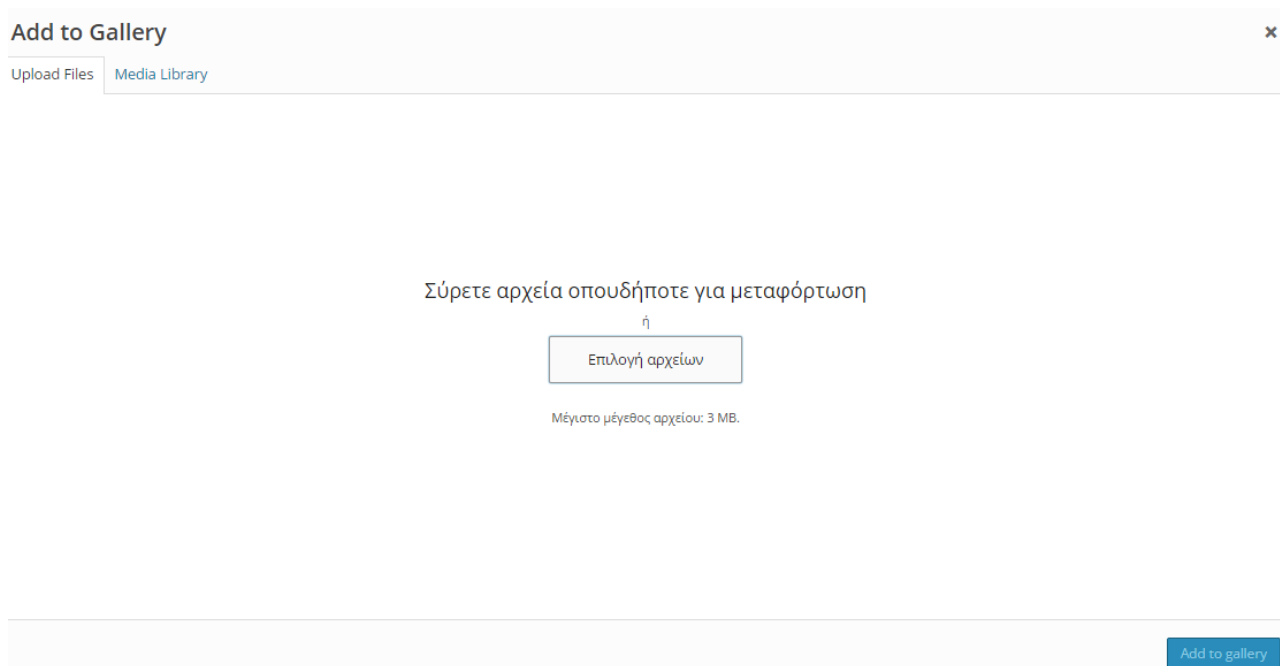 Add to Gallery
×
Upload Files Media Library
Σύρετε αρχεία οπουδήποτε για μεταφόρτωση
ή
Επιλογή αρχείων
Μέγιστο μέγεθος αρχείου: 3 MB.
Add to gallery